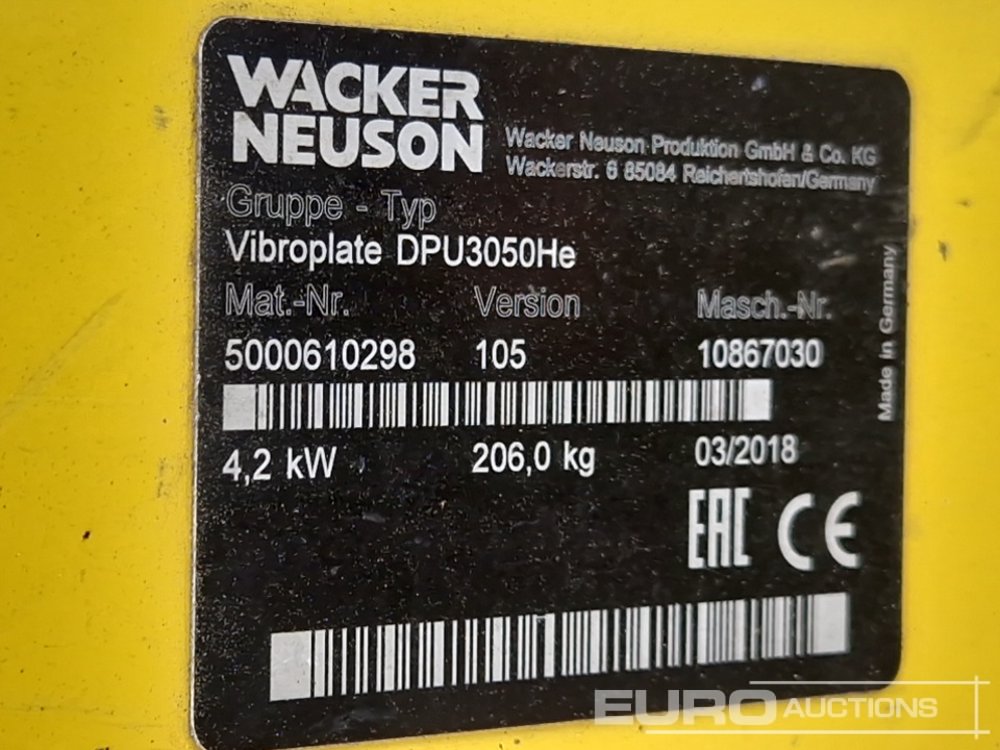 WACKER
NEUSON
Wacker Neuson Produktion GmbH & Co. KG
Wackerstr. 6 85084 Reichertshofen/Germany
Gruppe - Typ
Vibroplate DPU3050He
Mat.-Nr. Version Masch.-Nr.
5000610298 105 10867030
4,2 kW 206,0 kg 03/2018
Made in Germany
EAC CE
EURO AUCTIONS